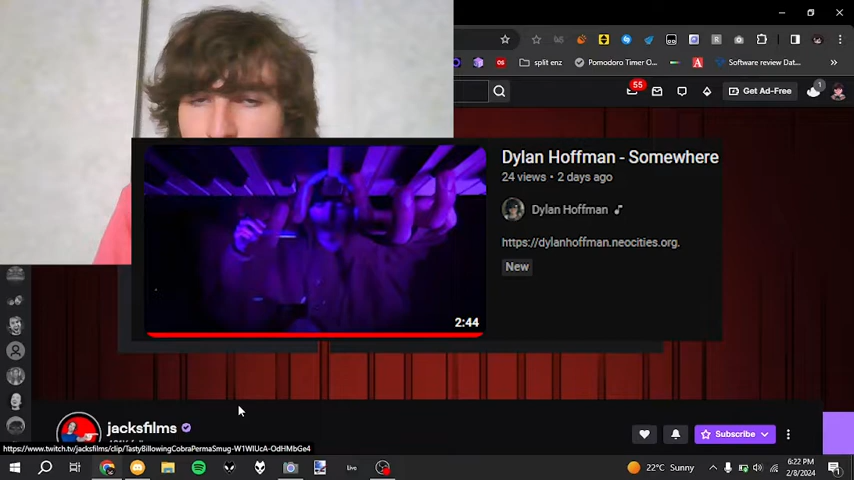 split enz
Pomodoro Timer O...
Software review Dat...
55
Get Ad-Free
1
Dylan Hoffman - Somewhere
24 views • 2 days ago
Dylan Hoffman
https://dylanhoffman.neocities.org.
New
2:44
jacksfilms
Subscribe
https://www.twitch.tv/jacksfilms/clip/TastyBillowingCobraPermaSmug-W1WIUcA-OdHMbGe4
live
22°C Sunny
6:22 PM
2/8/2024